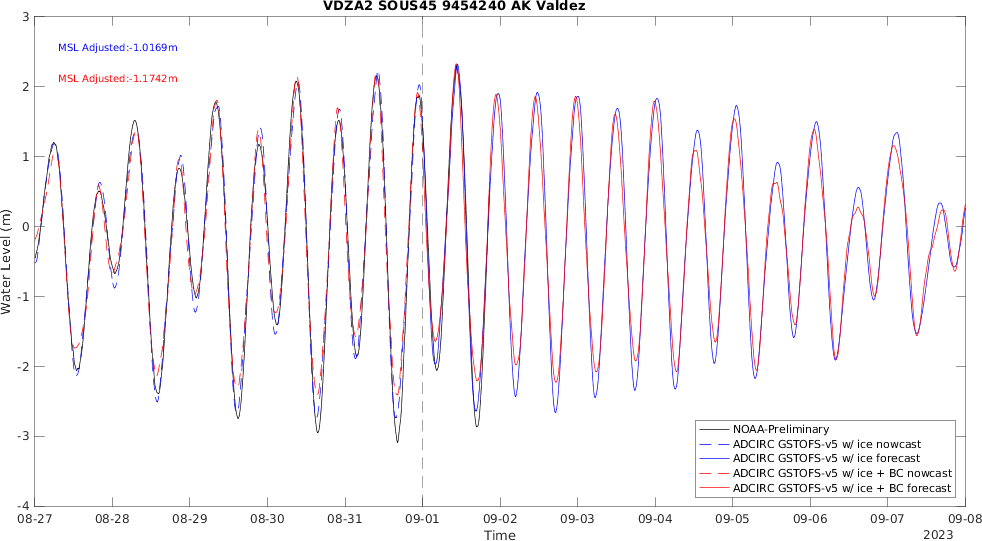 VDZA2 SOUS45 9454240 AK Valdez
MSL Adjusted:-1.0169m
MSL Adjusted:-1.1742m
3
2
1
0
-1
-2
-3
-4
Water Level (m)
NOAA-Preliminary
ADCIRC GSTOFS-v5 w/ ice nowcast
ADCIRC GSTOFS-v5 w/ ice forecast
ADCIRC GSTOFS-v5 w/ ice + BC nowcast
ADCIRC GSTOFS-v5 w/ ice + BC forecast
08-27 08-28 08-29 08-30 08-31 09-01 09-02 09-03 09-04 09-05 09-06 09-07 09-08
Time
2023